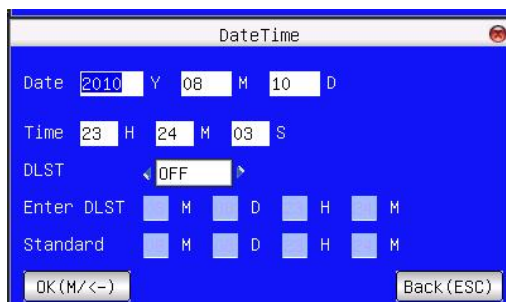 DateTime
Date 2010 Y 08 M 10 D
Time 23 H 24 M 03 S
DLST OFF
Enter DLST M D H M
Standard M D H M
OK(M/<-) Back(ESC)